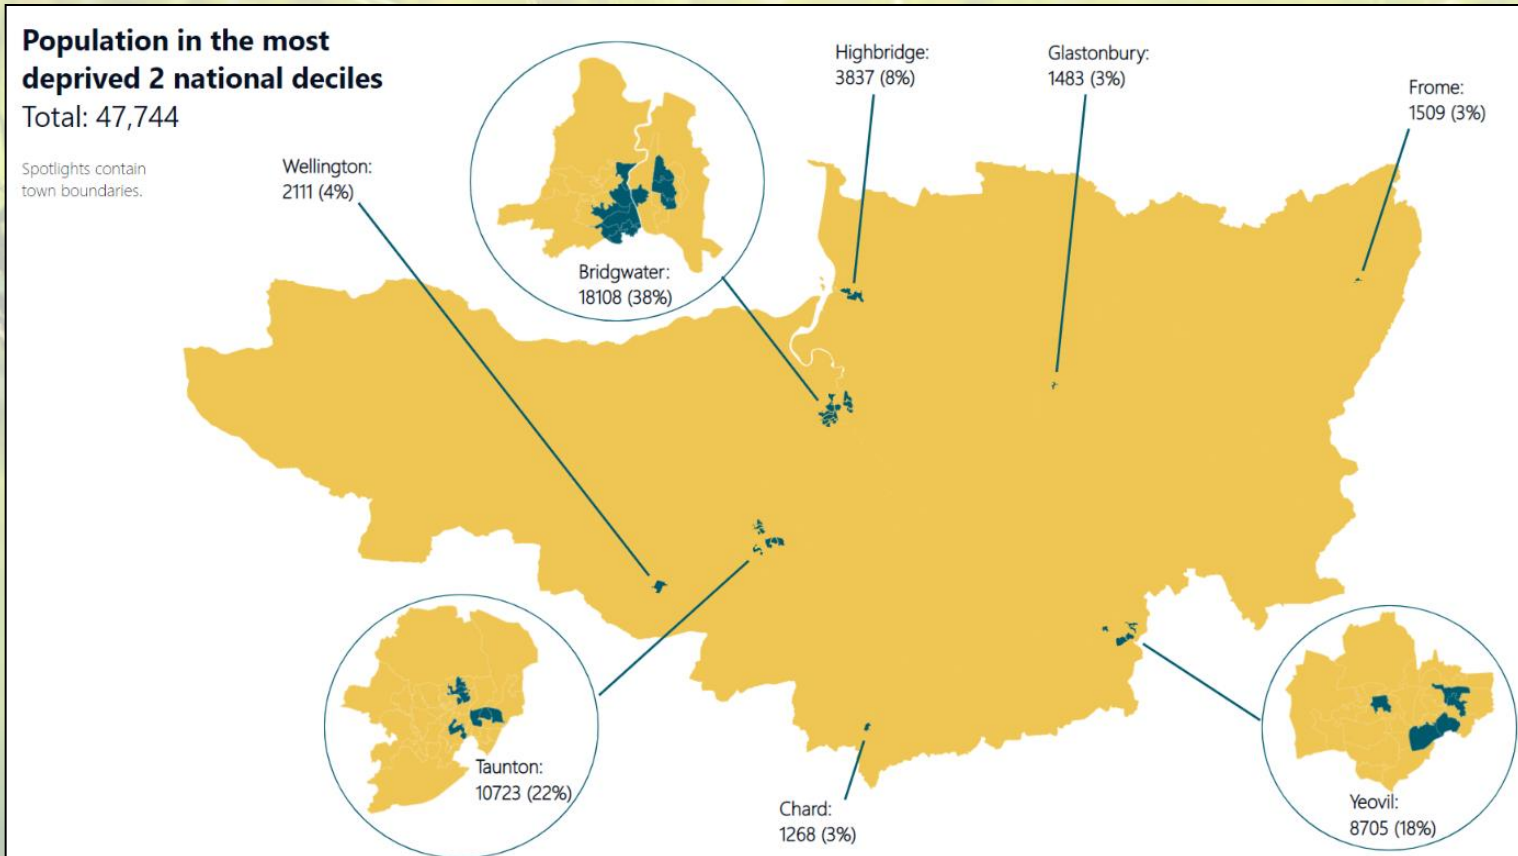 Population in the most
deprived 2 national deciles
Total: 47,744
Spotlights contain
town boundaries.
Wellington:
2111 (4%)
Bridgwater:
18108 (38%)
Highbridge:
3837 (8%)
Glastonbury:
1483 (3%)
Frome:
1509 (3%)
Taunton:
10723 (22%)
Chard:
1268 (3%)
Yeovil:
8705 (18%)